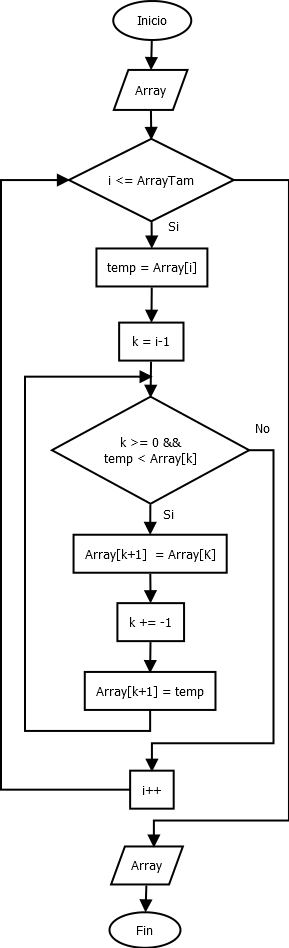 Inicio
Array
i <= ArrayTam
Si
temp = Array[i]
k = i-1
No
k >= 0 &&
temp < Array[k]
Si
Array[k+1] = Array[K]
k += -1
Array[k+1] = temp
i++
Array
Fin